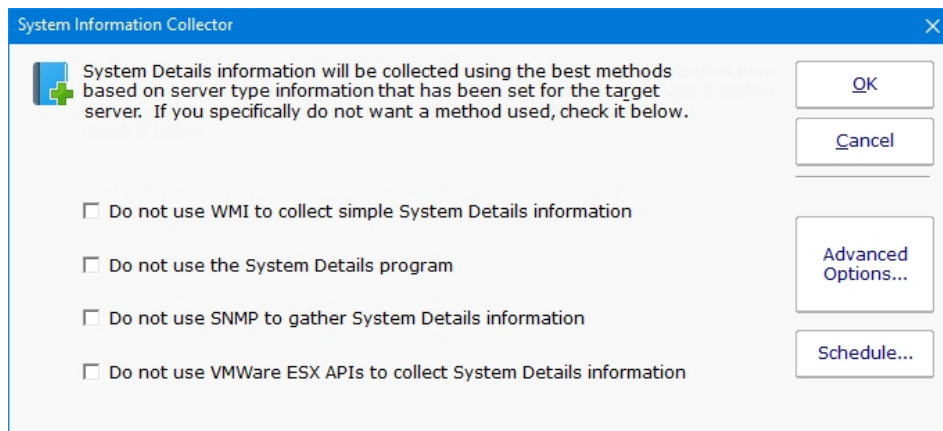 System Information Collector
System Details information will be collected using the best methods
based on server type information that has been set for the target
server.  If you specifically do not want a method used, check it below.
OK
Cancel
Do not use WMI to collect simple System Details information
Do not use the System Details program
Do not use SNMP to gather System Details information
Do not use VMWare ESX APIs to collect System Details information
Advanced
Options...
Schedule...